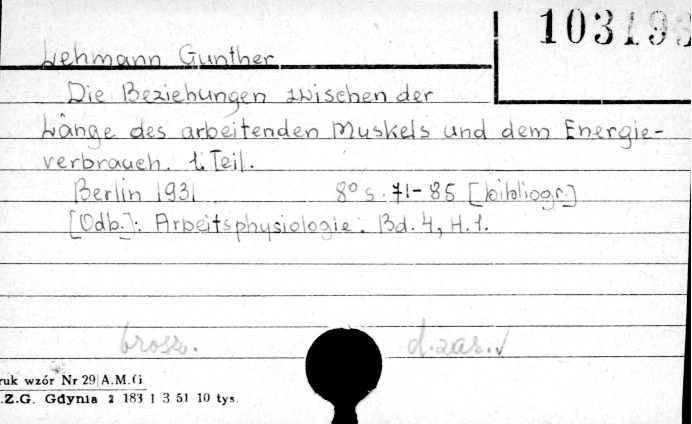 103193
Lehmann Gunther
Die Beziehungen zwischen der
Länge des arbeitenden Muskels und dem Energie-
verbrauch. 1. Teil.
Berlin 1931 8° s. 71-85 [bibliogr.]
[Odb.]: Arbeitsphysiologie. Bd. 4, H. 1.
brosz. d. zas. √
ruk wzór Nr 29 A.M.G
.Z.G. Gdynia 2 183 1 3 51 10 tys.